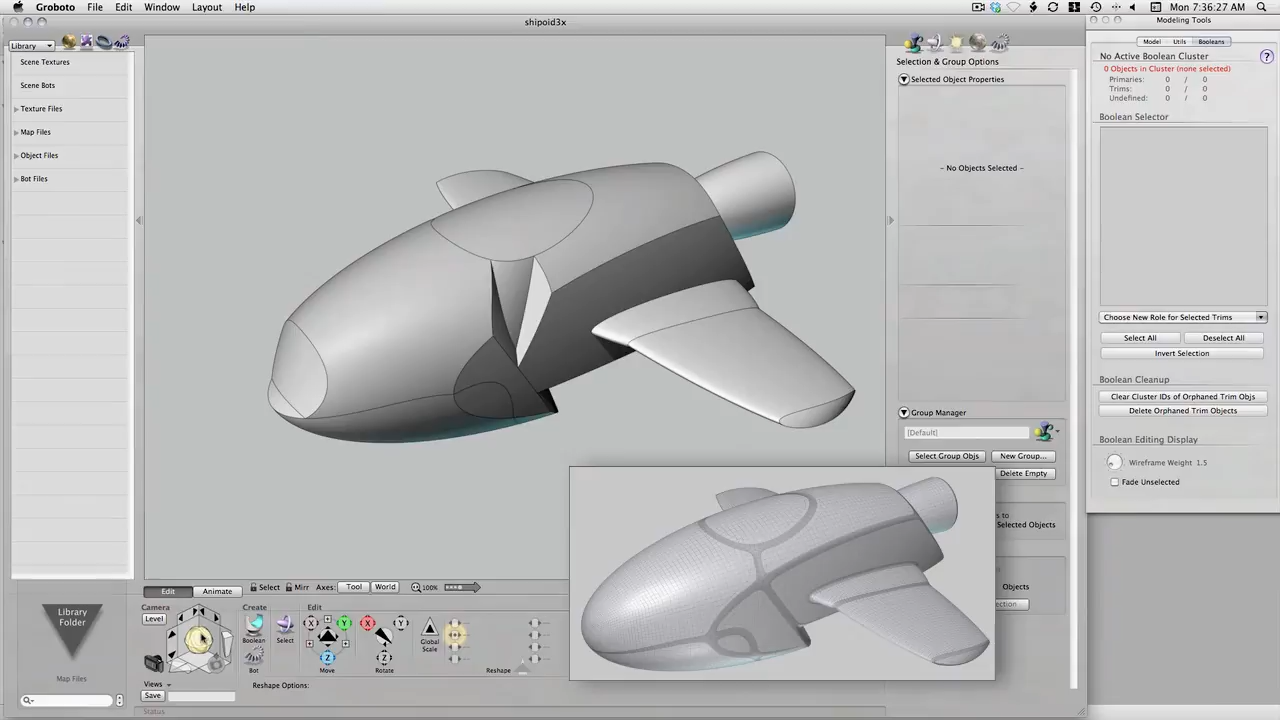 Groboto File Edit Window Layout Help
Mon 7:36:27 AM
shipoid3x
Modeling Tools
Library
Scene Textures
Scene Bots
Texture Files
Map Files
Object Files
Bot Files
Library
Folder
Map Files
Selection & Group Options
Selected Object Properties
- No Objects Selected -
Group Manager
[Default]
Select Group Objs New Group...
Delete Empty
s to
Selected Objects
Objects
ection
Model Utils Booleans
No Active Boolean Cluster
?
0 Objects in Cluster (none selected)
Primaries: 0 / 0
Trims: 0 / 0
Undefined: 0 / 0
Boolean Selector
Choose New Role for Selected Trims
Select All Deselect All
Invert Selection
Boolean Cleanup
Clear Cluster IDs of Orphaned Trim Objs
Delete Orphaned Trim Objects
Boolean Editing Display
Wireframe Weight 1.5
Fade Unselected
Edit Animate
Select Mirr Axes: Tool World 100%
Camera
Level
Views
Save
Create
Boolean
Bot
Select
Edit
X Y
Z
Move
X Y
Z
Rotate
Global
Scale
Reshape
Reshape Options:
Status